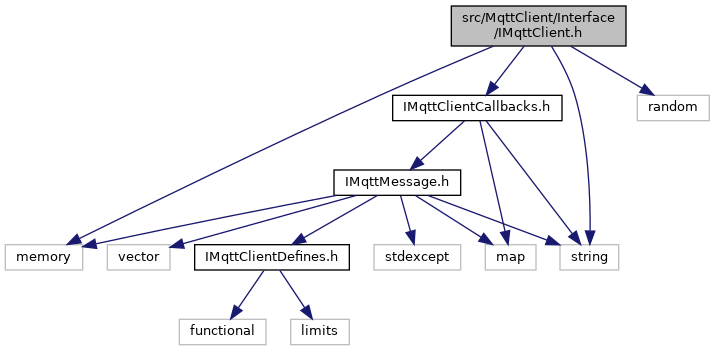 src/MqttClient/Interface
/IMqttClient.h
IMqttClientCallbacks.h
random
IMqttMessage.h
memory
vector
IMqttClientDefines.h
stdexcept
map
string
functional
limits